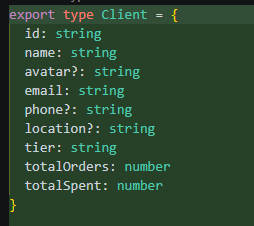 export type Client = {
  id: string
  name: string
  avatar?: string
  email: string
  phone?: string
  location?: string
  tier: string
  totalOrders: number
  totalSpent: number
}